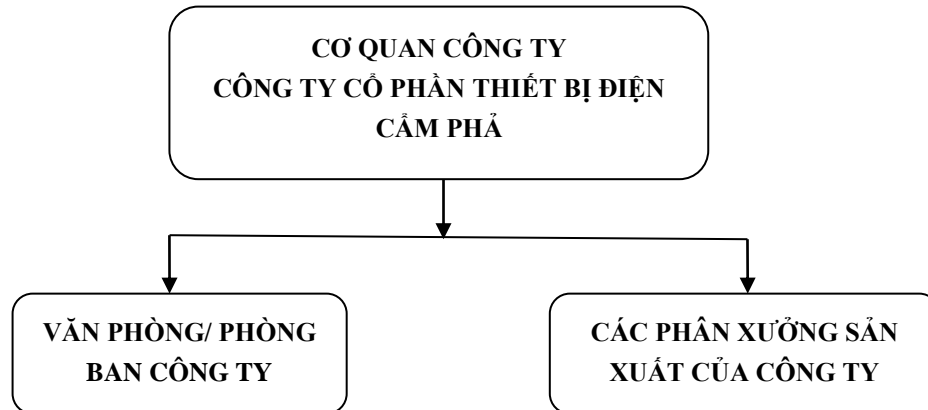 CƠ QUAN CÔNG TY
CÔNG TY CỔ PHẦN THIẾT BỊ ĐIỆN
CẨM PHẢ
VĂN PHÒNG/ PHÒNG
BAN CÔNG TY
CÁC PHÂN XƯỞNG SẢN
XUẤT CỦA CÔNG TY